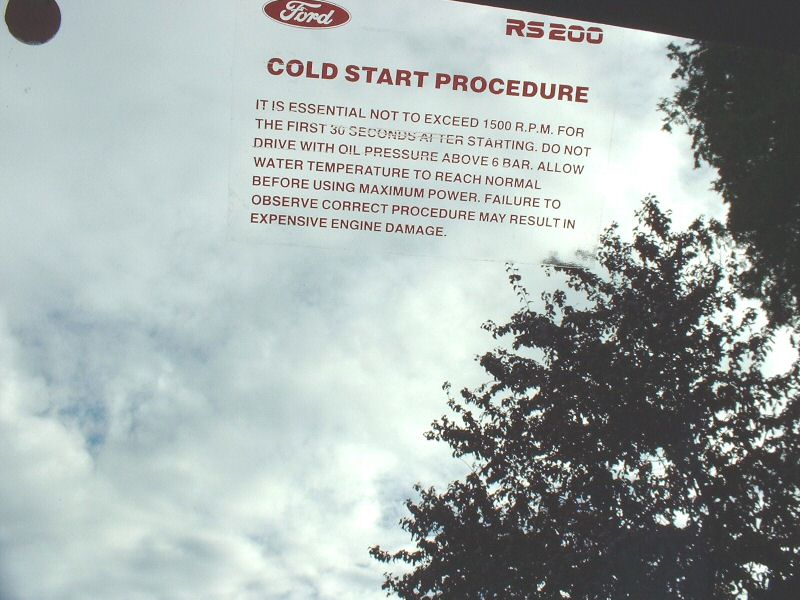 Ford RS200
COLD START PROCEDURE
IT IS ESSENTIAL NOT TO EXCEED 1500 R.P.M. FOR
THE FIRST 30 SECONDS AFTER STARTING. DO NOT
DRIVE WITH OIL PRESSURE ABOVE 6 BAR. ALLOW
WATER TEMPERATURE TO REACH NORMAL
BEFORE USING MAXIMUM POWER. FAILURE TO
OBSERVE CORRECT PROCEDURE MAY RESULT IN
EXPENSIVE ENGINE DAMAGE.